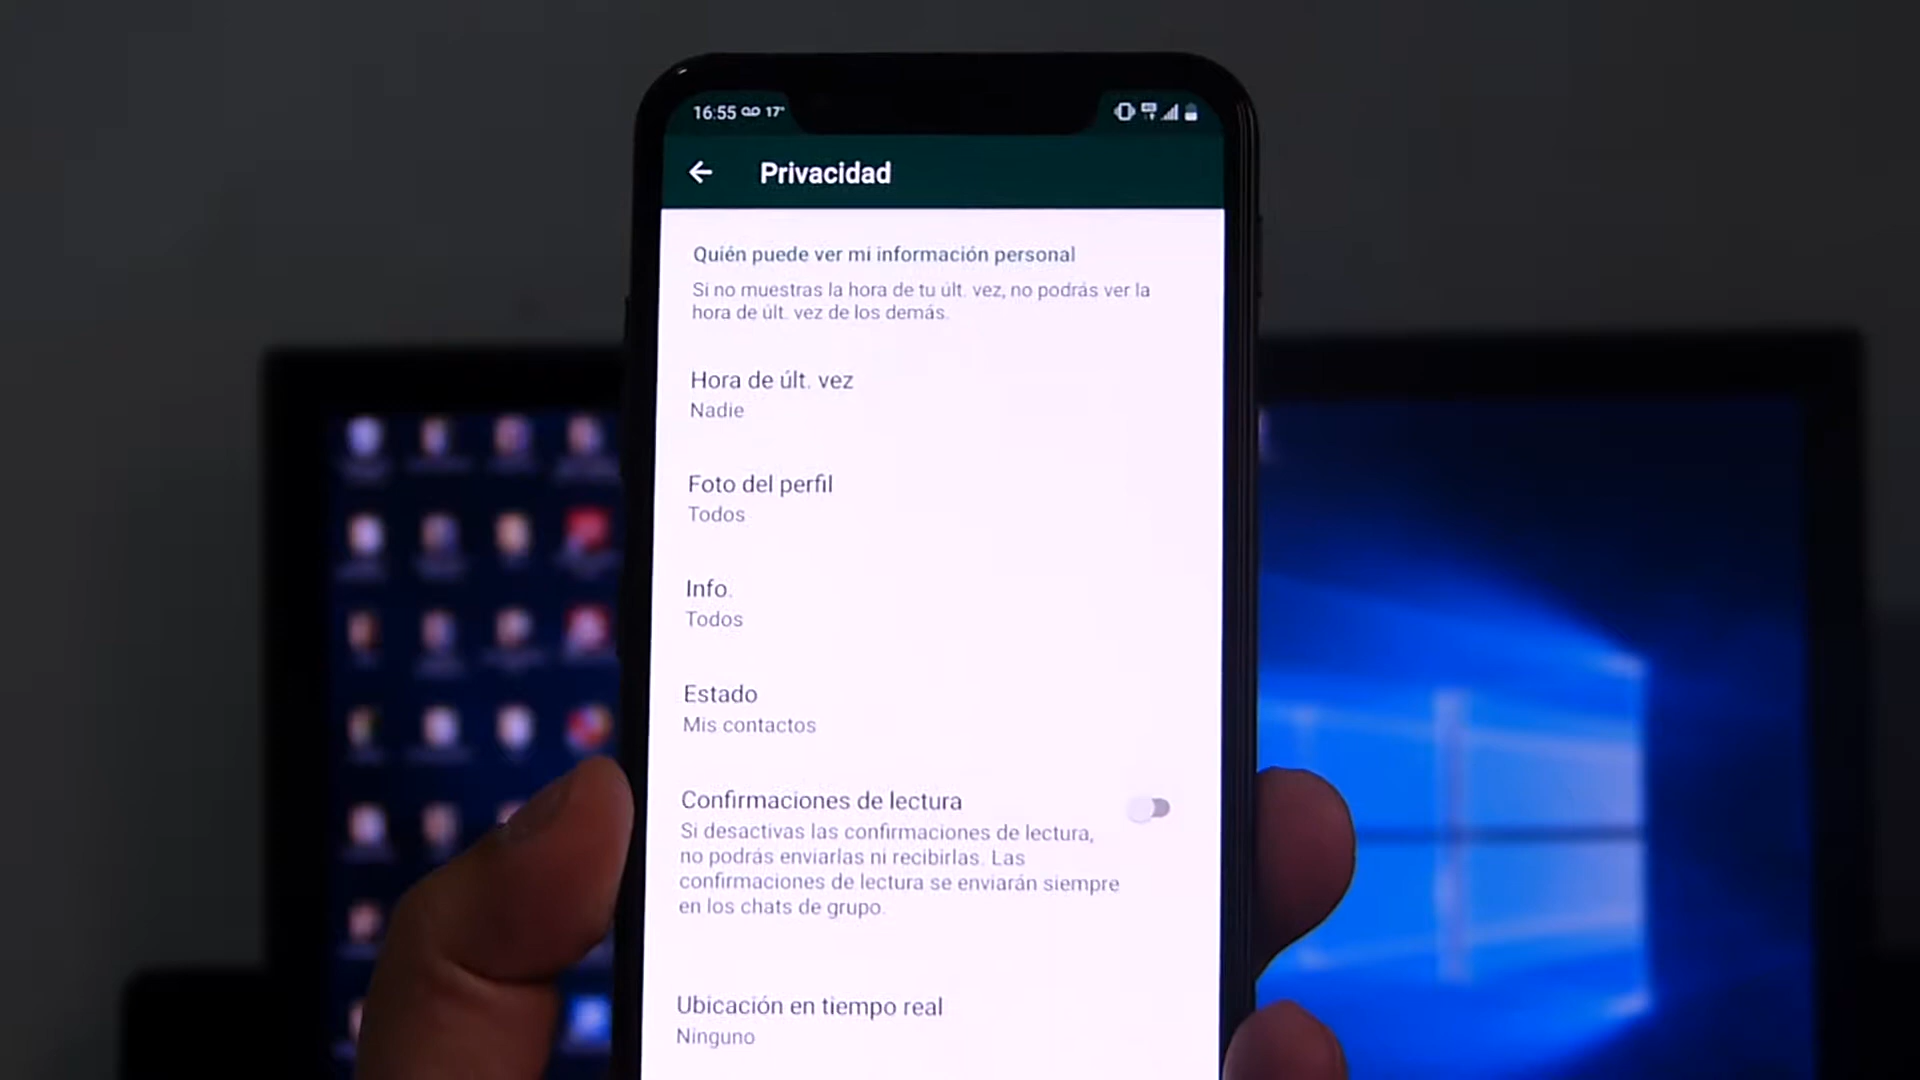 16:55 17°
Privacidad
Quién puede ver mi información personal
Si no muestras la hora de tu últ. vez, no podrás ver la
hora de últ. vez de los demás.
Hora de últ. vez
Nadie
Foto del perfil
Todos
Info.
Todos
Estado
Mis contactos
Confirmaciones de lectura
Si desactivas las confirmaciones de lectura,
no podrás enviarlas ni recibirlas. Las
confirmaciones de lectura se enviarán siempre
en los chats de grupo.
Ubicación en tiempo real
Ninguno